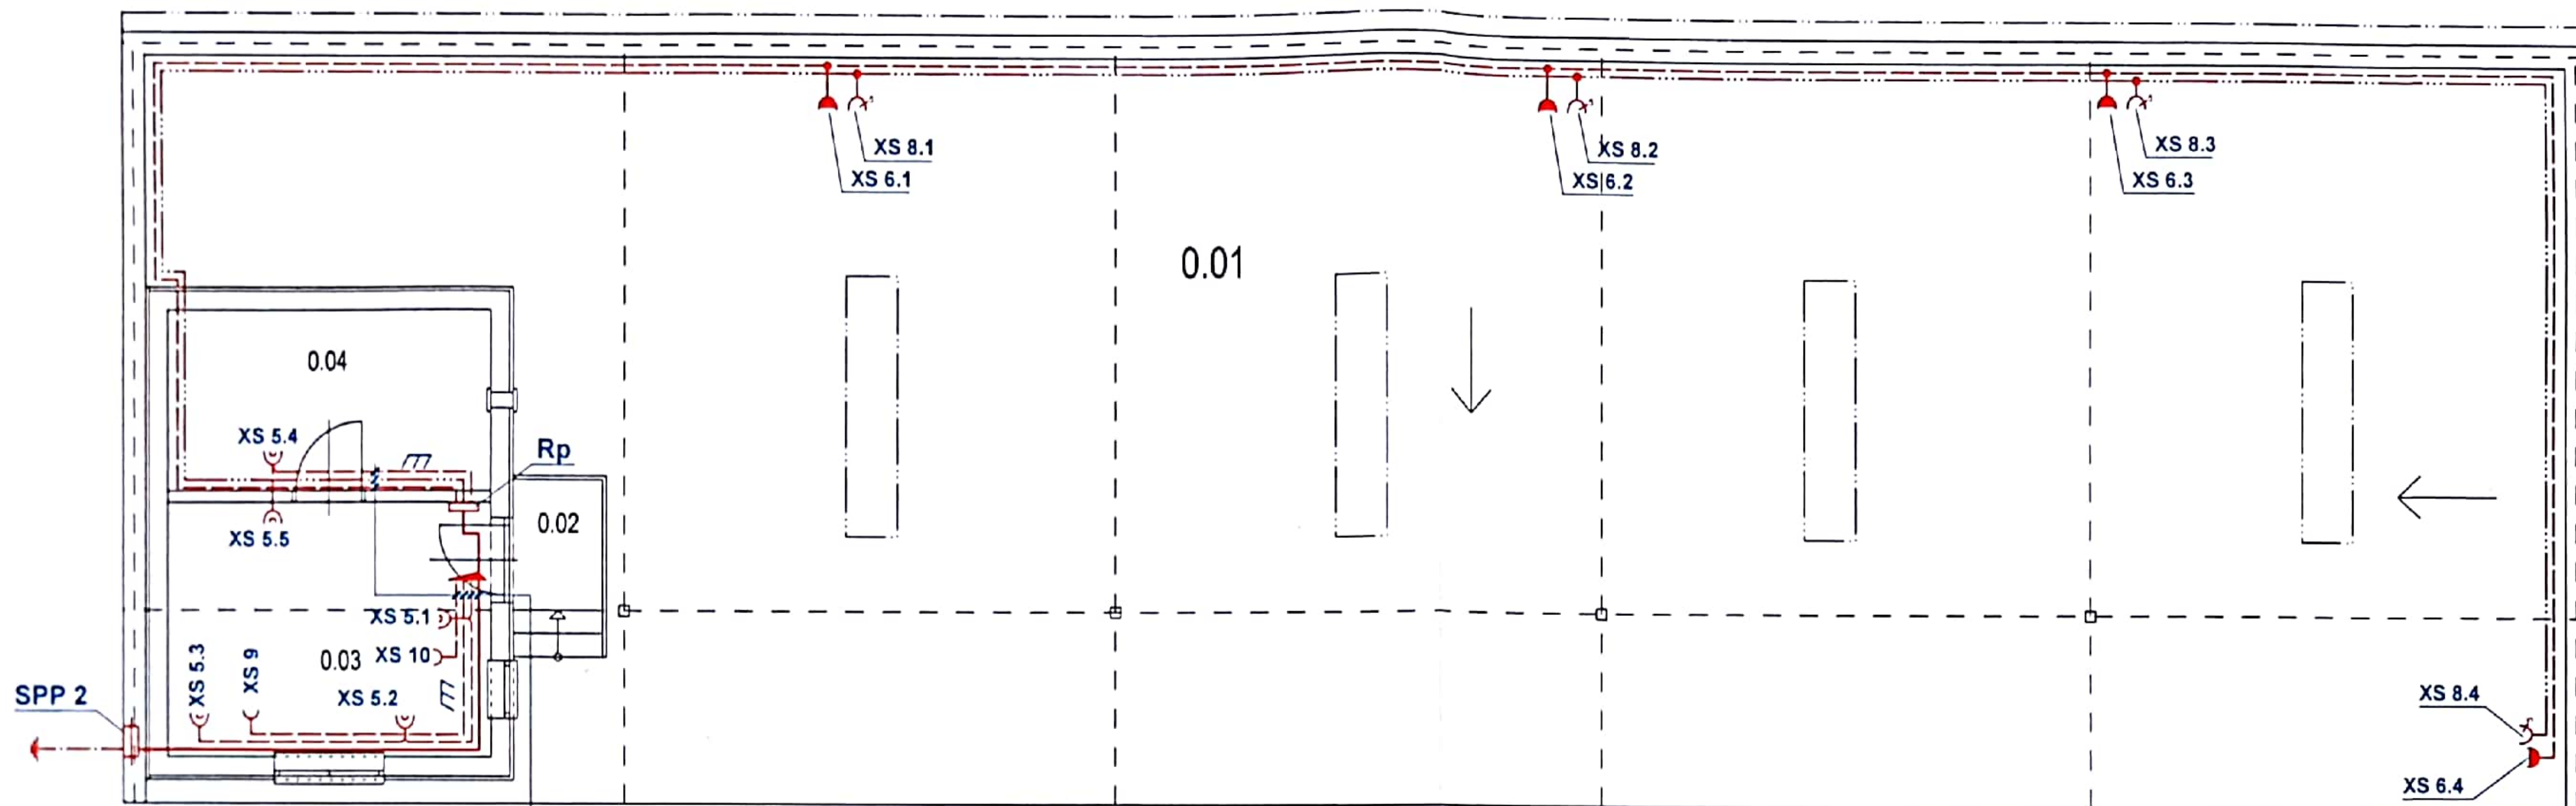 XS 8.1
XS 6.1
XS 8.2
XS 6.2
XS 8.3
XS 6.3
0.01
0.04
XS 5.4
Rp
XS 5.5
0.02
XS 5.1
0.03
XS 10
XS 5.3
XS 9
XS 5.2
SPP 2
XS 8.4
XS 6.4